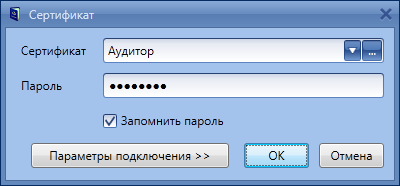 Сертификат
Сертификат Аудитор ...
Пароль ●●●●●●●●
Запомнить пароль
Параметры подключения >> OK Отмена